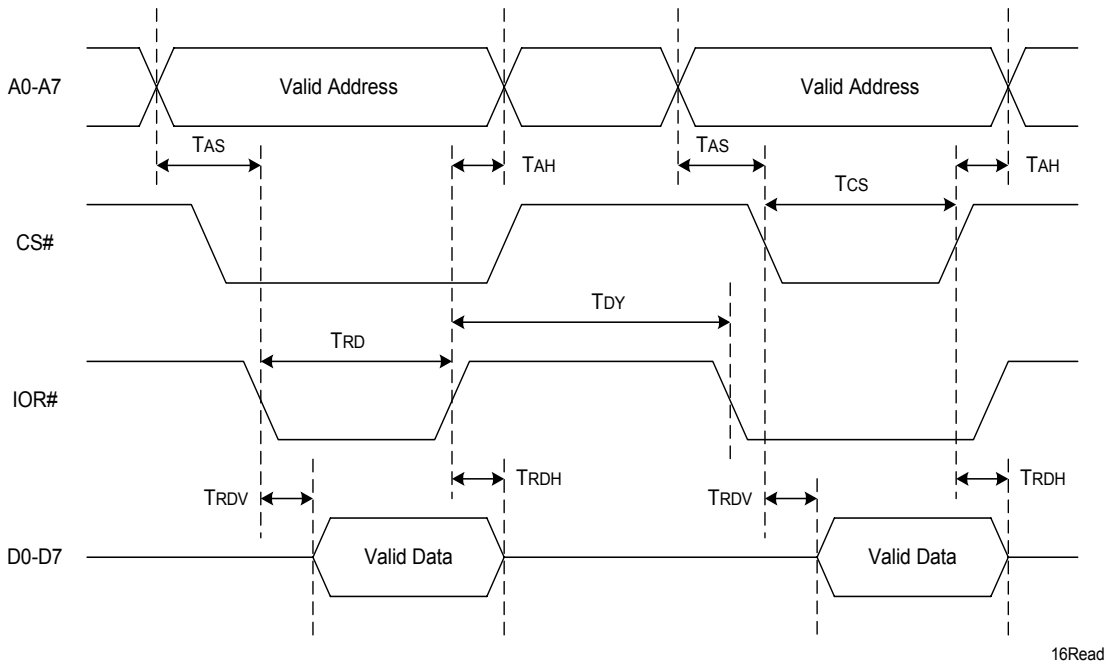 A0-A7
Valid Address
Valid Address
TAS
TAH
TAS
TAH
TCS
CS#
TDY
TRD
IOR#
TRDV
TRDH
TRDV
TRDH
D0-D7
Valid Data
Valid Data
16Read